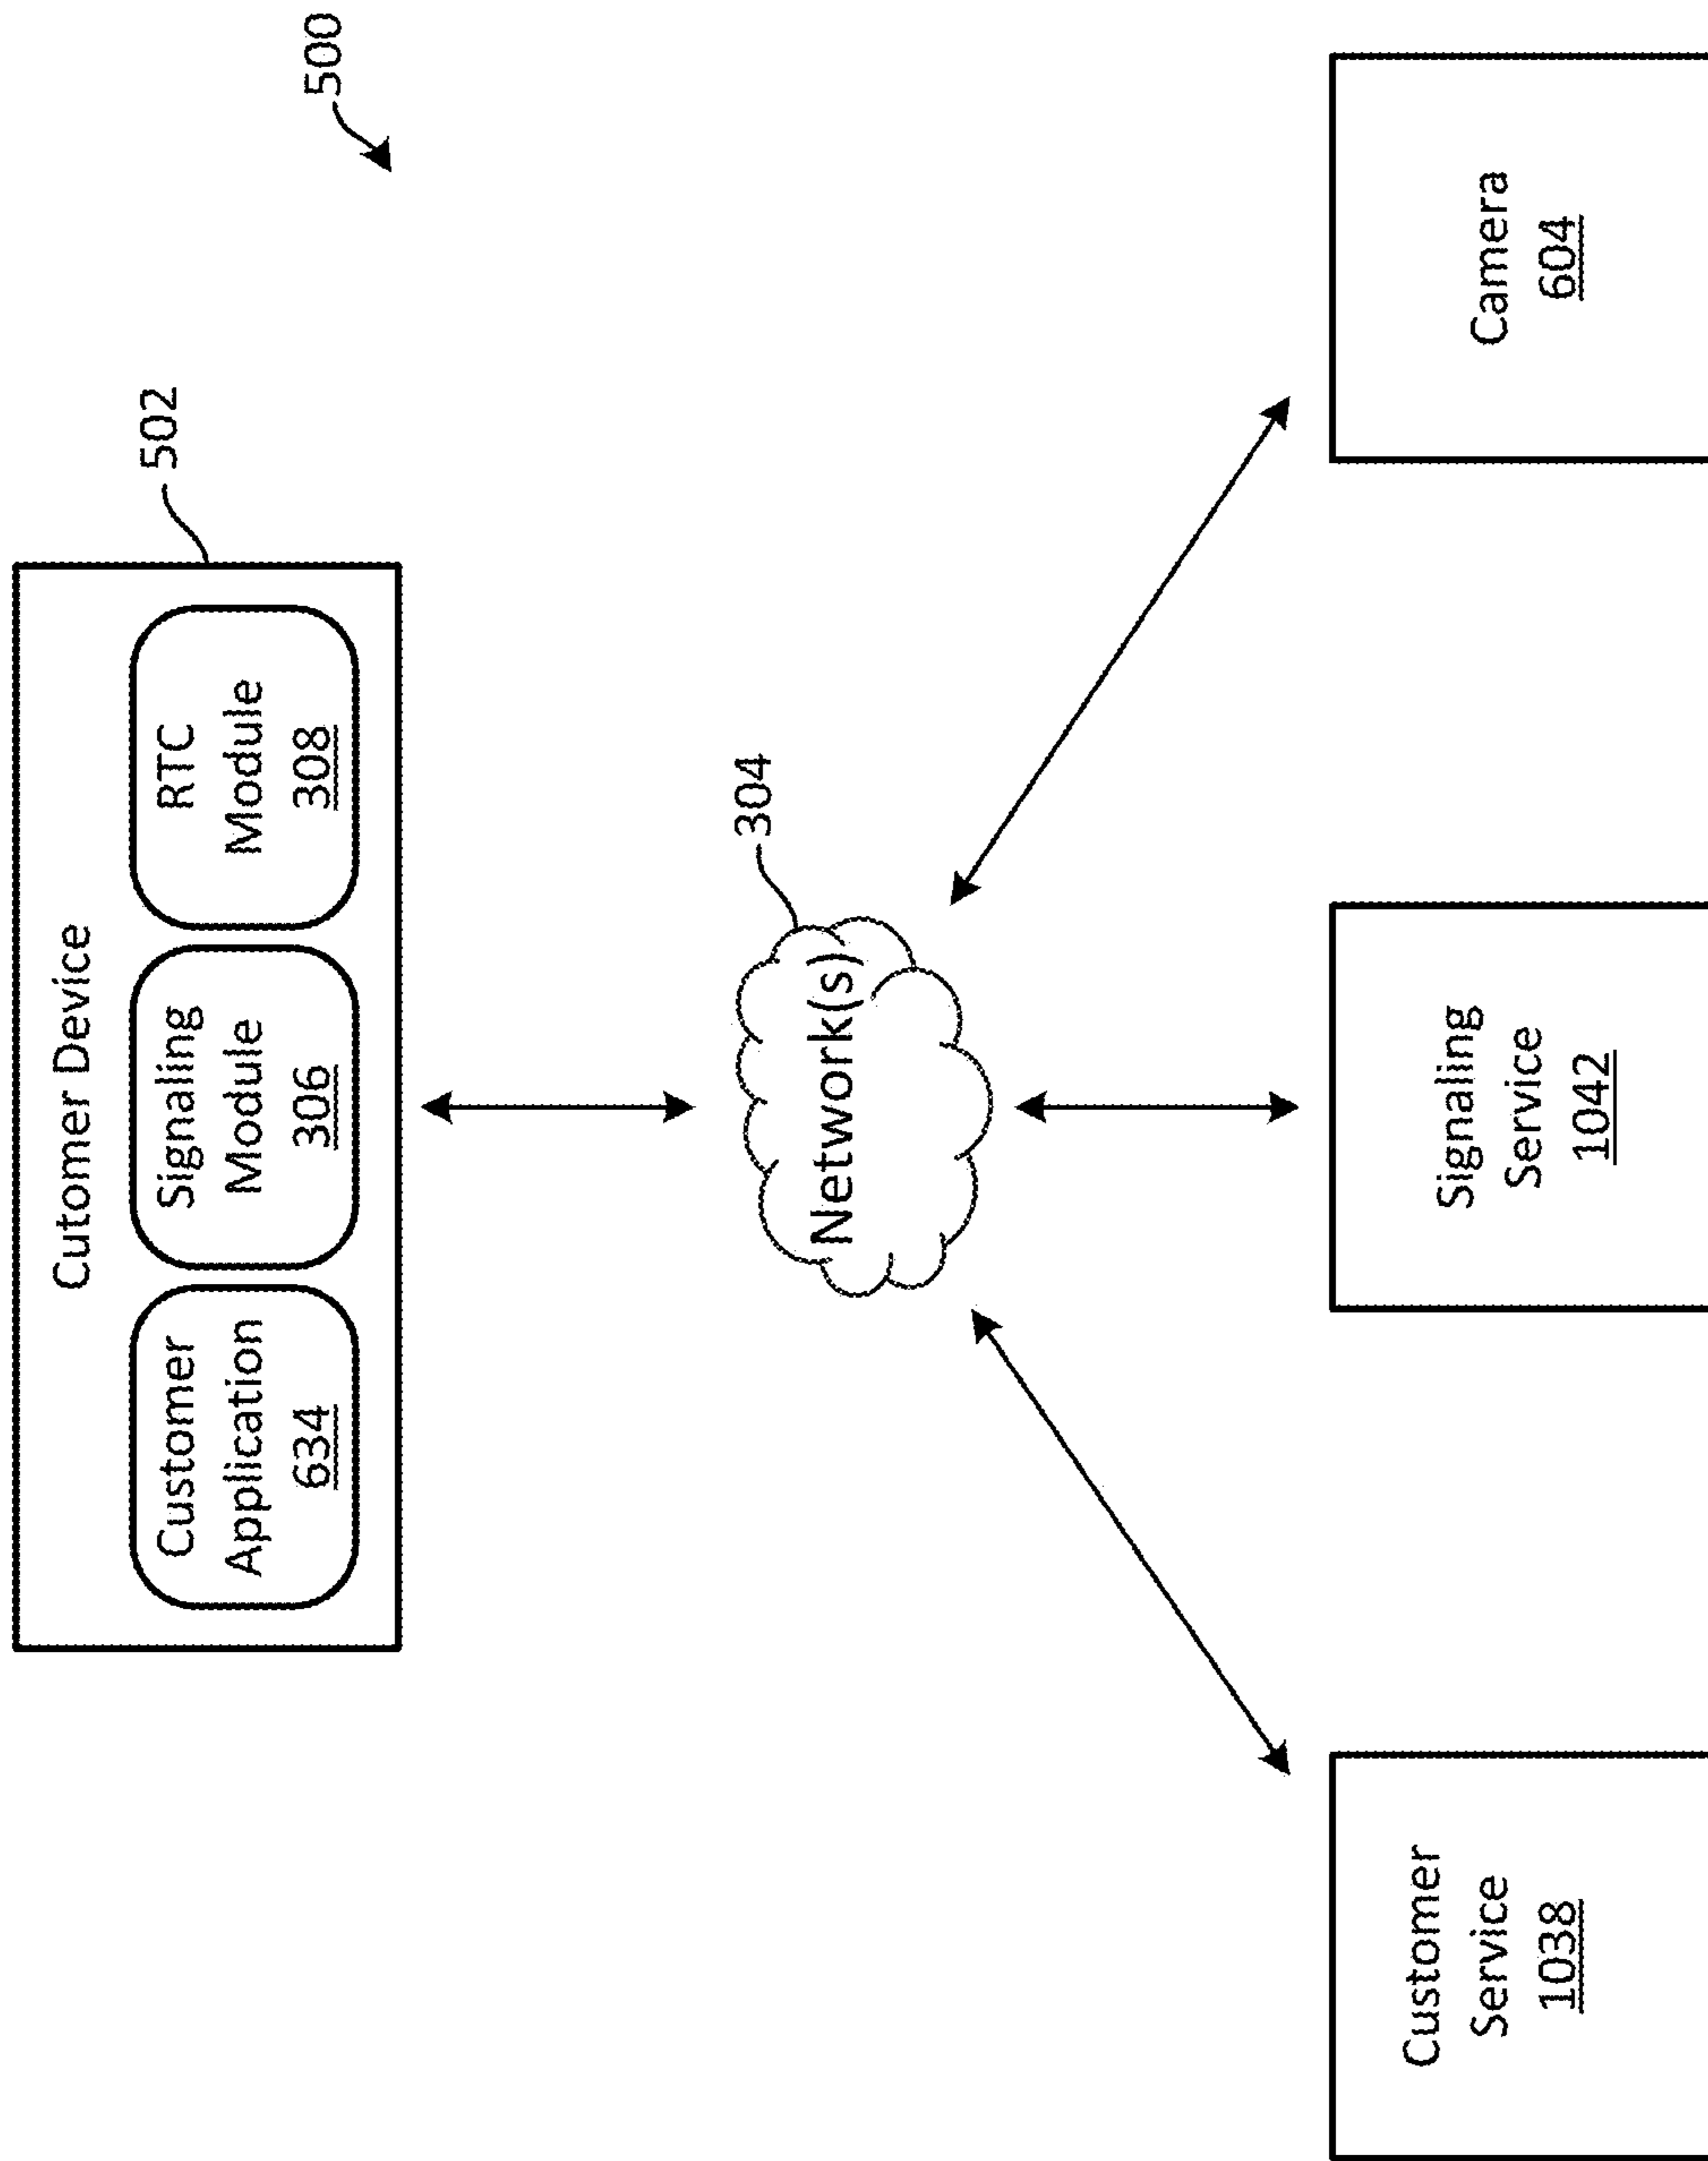 500
Cutomer Device
502
Customer
Application
634
Signaling
Module
306
RTC
Module
308
304
Network(s)
Customer
Service
1038
Signaling
Service
1042
Camera
604